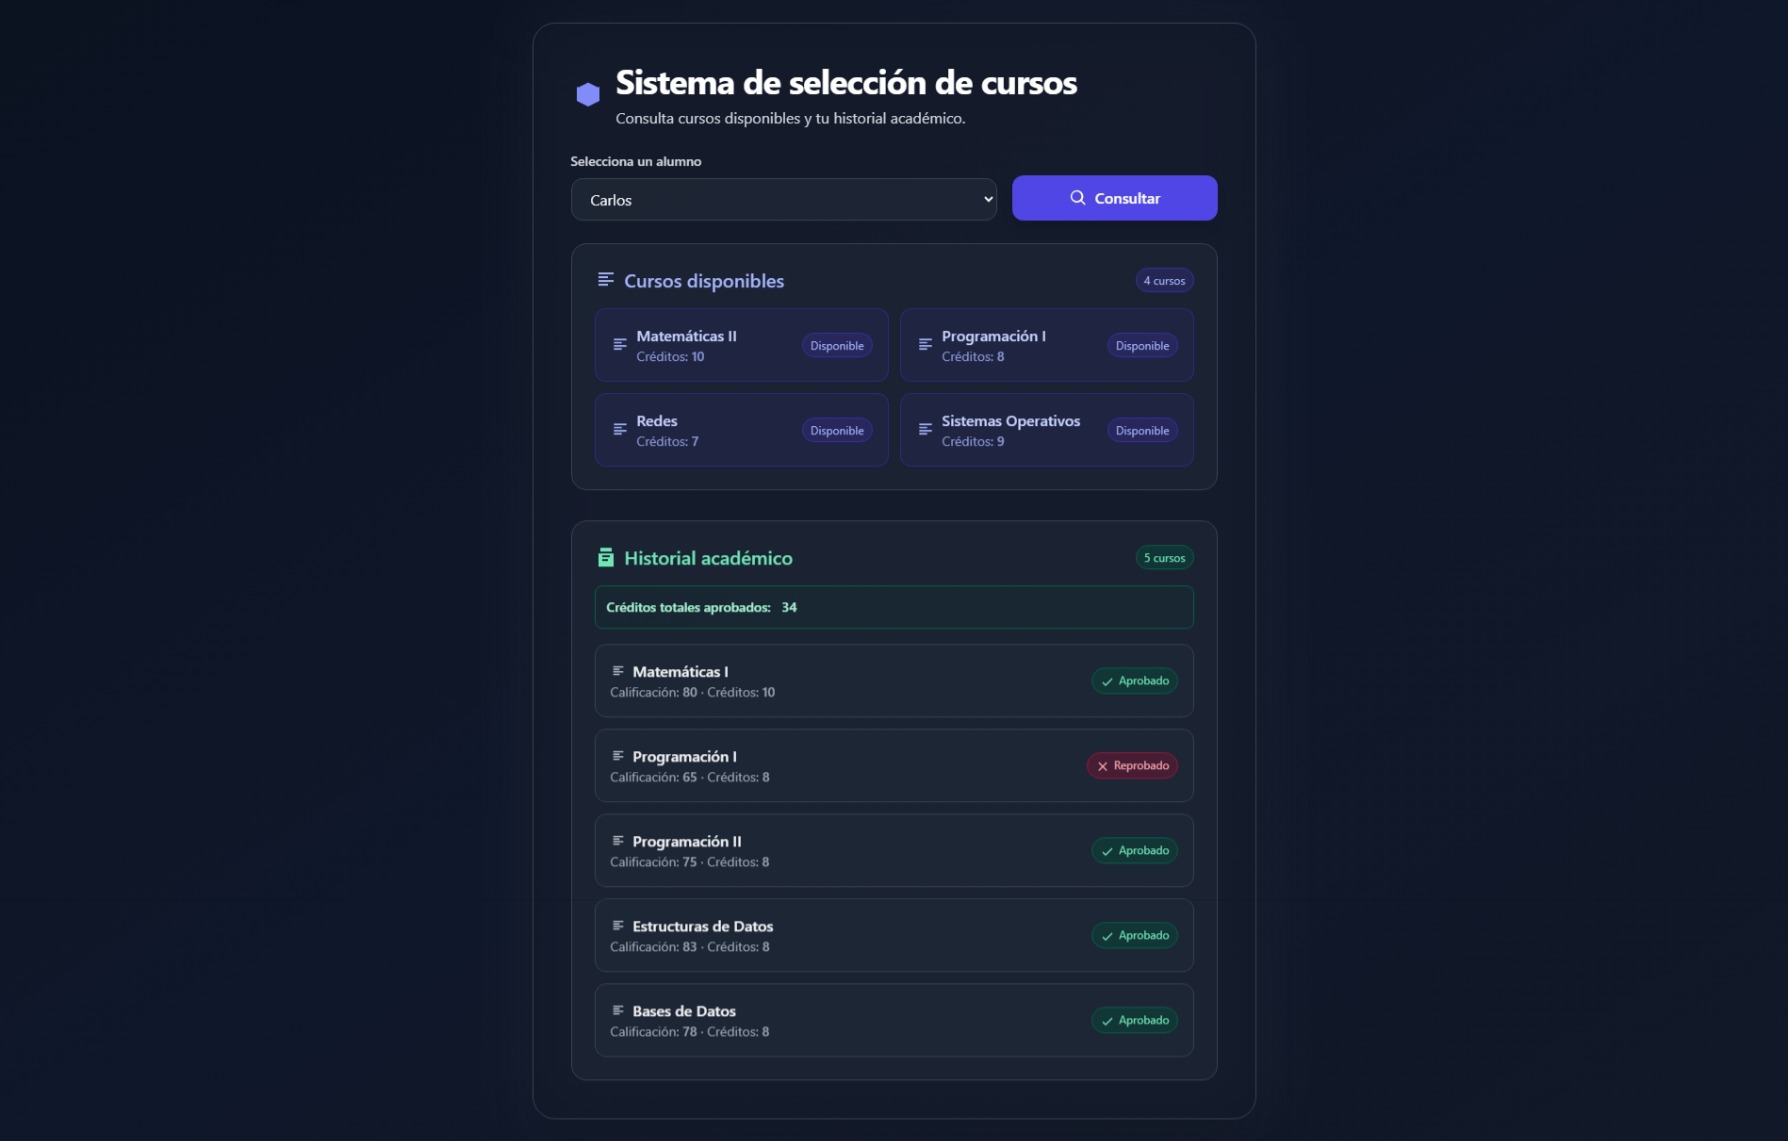 Sistema de selección de cursos
Consulta cursos disponibles y tu historial académico.
Selecciona un alumno
Carlos
Consultar
Cursos disponibles
4 cursos
Matemáticas II
Créditos: 10
Disponible
Programación I
Créditos: 8
Disponible
Redes
Créditos: 7
Disponible
Sistemas Operativos
Créditos: 9
Disponible
Historial académico
5 cursos
Créditos totales aprobados: 34
Matemáticas I
Calificación: 80 · Créditos: 10
Aprobado
Programación I
Calificación: 65 · Créditos: 8
Reprobado
Programación II
Calificación: 75 · Créditos: 8
Aprobado
Estructuras de Datos
Calificación: 83 · Créditos: 8
Aprobado
Bases de Datos
Calificación: 78 · Créditos: 8
Aprobado